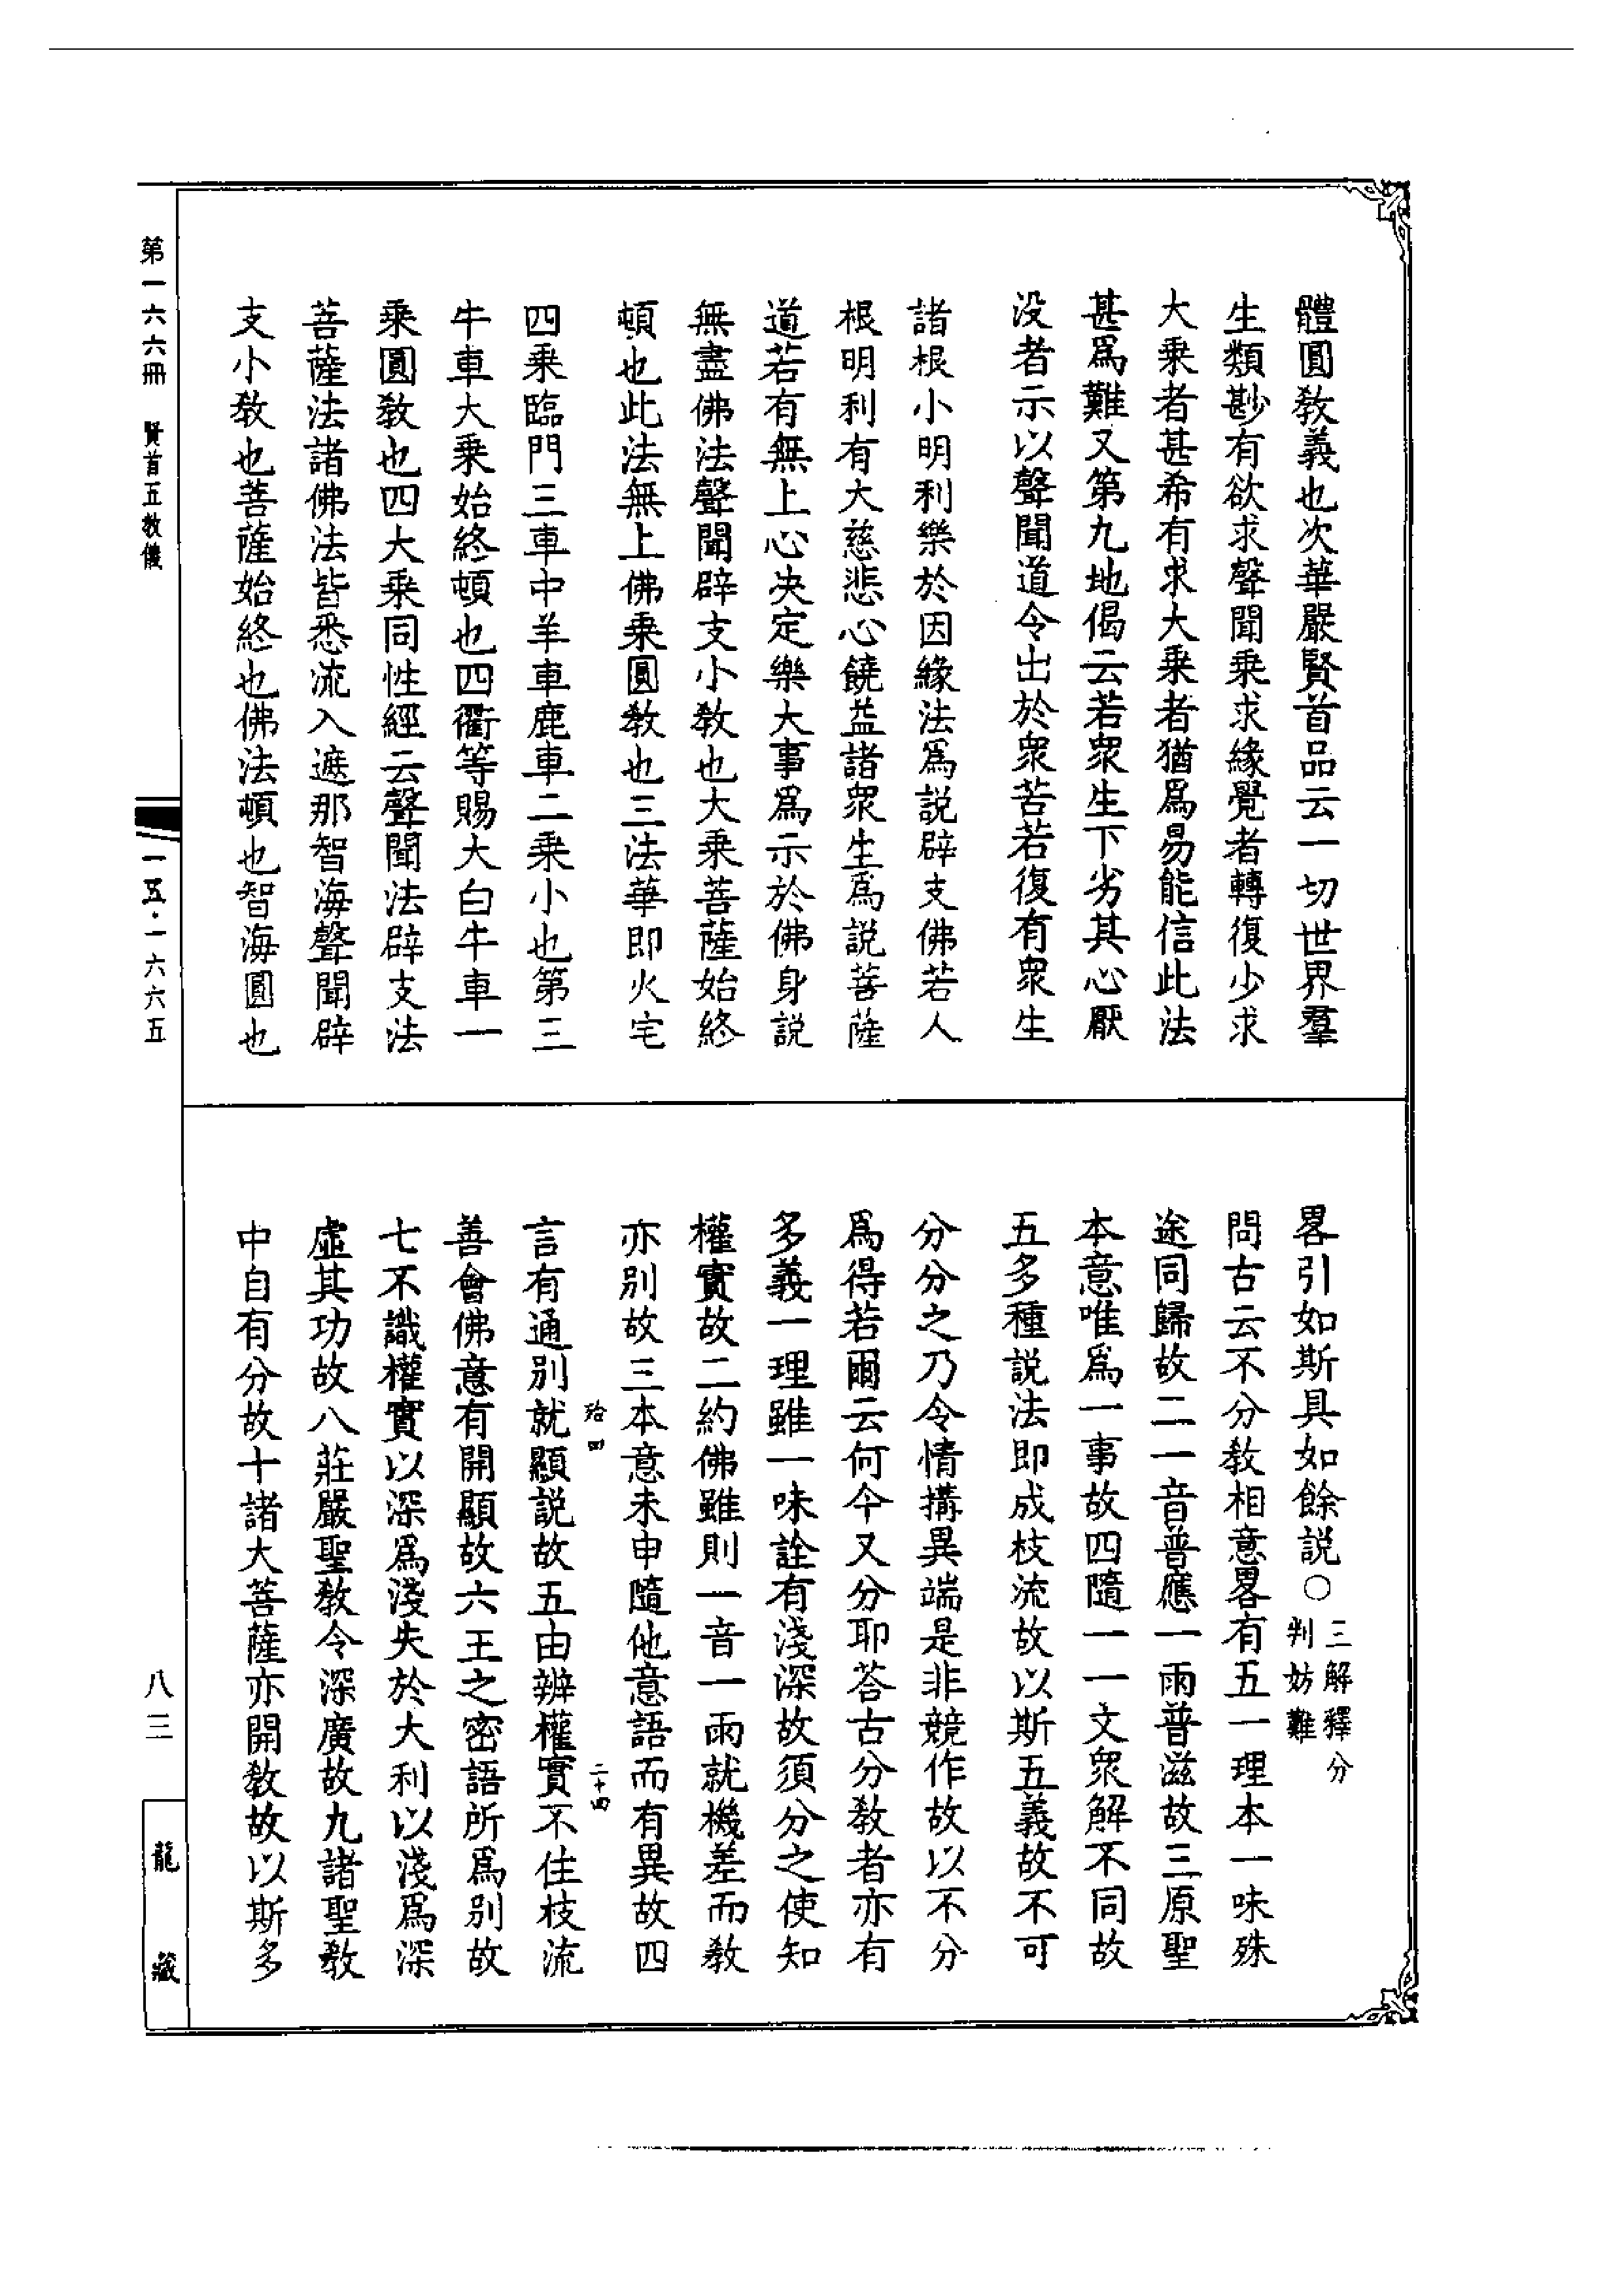 體圓教義也次華嚴賢首品云一切世界羣
生類尠有欲求聲聞乘求緣覺者轉復少求
大乘者甚希有求大乘者猶爲易能信此法
甚爲難又第九地偈云若衆生下劣其心厭
没者示以聲聞道令出於衆苦若復有衆生
諸根小明利樂於因緣法爲説辟支佛若人
根明利有大慈悲心饒益諸衆生爲説菩薩
道若有無上心决定樂大事爲示於佛身説
無盡佛法聲聞辟支小教也大乘菩薩始終
頓也此法無上佛乘圓教也三法華即火宅
四乘臨門三車中羊車鹿車二乘小也第三
牛車大乘始終頓也四衢等賜大白牛車一
乘圓教也四大乘同性經云聲聞法辟支法
菩薩法諸佛法皆悉流入遮那智海聲聞辟
支小教也菩薩始終也佛法頓也智海圓也
畧引如斯具如餘説○三解釋分判妨難
問古云不分教相意畧有五一理本一味殊
途同歸故二一音普應一雨普滋故三原聖
本意唯爲一事故四隨一一文衆解不同故
五多種説法即成枝流故以斯五義故不可
分分之乃令情搆異端是非競作故以不分
爲得若爾云何今又分耶荅古分教者亦有
多義一理雖一味詮有淺深故須分之使知
權實故二約佛雖則一音一雨就機差而教
亦别故三本意未申隨他意語而有異故四
言有通别就顯説故五由辨權實不住枝流
善會佛意有開顯故六王之密語所爲别故
七不識權實以深爲淺失於大利以淺爲深
虛其功故八莊嚴聖教令深廣故九諸聖教
中自有分故十諸大菩薩亦開教故以斯多
四
二十四
第一六六冊 賢首五教儀
一五·一六六五
八三
龍藏